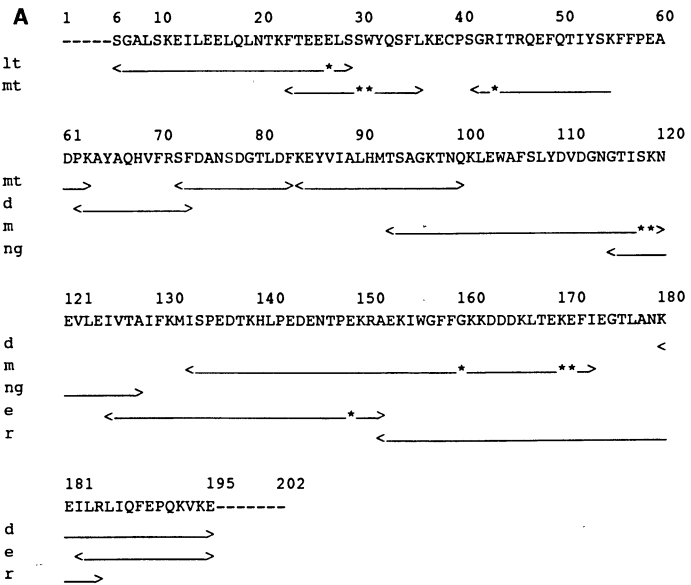 A
1 6 10 20 30 40 50 60
-----SGALSKEILEELQLNTKFTEEELSSWYQSFLKECPSGRITRQEFQTIYSKFFPEA
lt <——* ->
mt <——**——> <-*——
61 70 80 90 100 110 120
DPKAYAQHVFRSFDANSDGTLDFKEYVIALHMTSAGKTNQKLEWAFSLYDVDGNGTISKN
mt ——> <——><——>
d <——>
m <——**>
ng <——
121 132 140 150 160 170 180
EVLEIVTAIFKMISPEDTKHLPEDENTPEKRAEKIWGFFGKKDDDKLTEKEFIEGTLANK
d <
m <——*——**->
ng ——>
e <——*——>
r <——
181 195 202
EILRLIQFEPQKVKE-------
d ——>
e <——>
r ——>